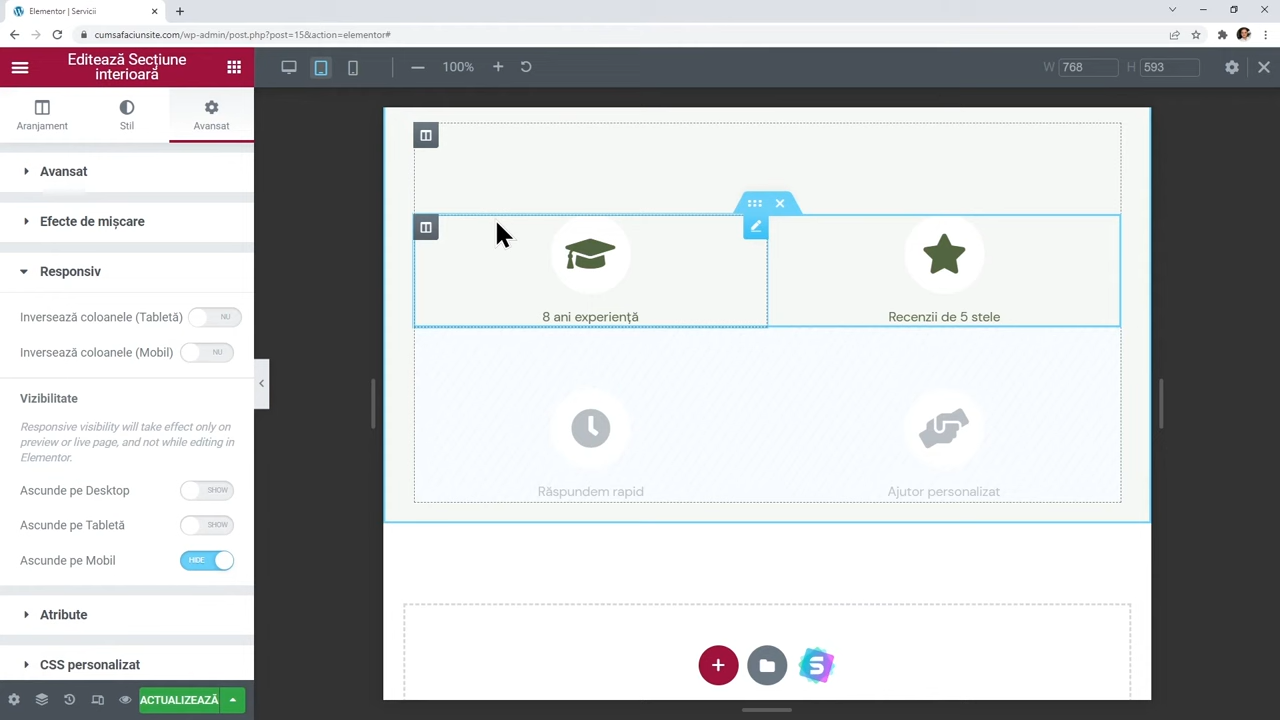 Elementor | Servicii
cumsafaciunsite.com/wp-admin/post.php?post=15&action=elementor#
Editează Secțiune
interioară
100%
W 768 H 593
Aranjament Stil Avansat
Avansat
Efecte de mișcare
Responsiv
Inversează coloanele (Tabletă) NU
Inversează coloanele (Mobil) NU
Vizibilitate
Responsive visibility will take effect only on
preview or live page, and not while editing in
Elementor.
Ascunde pe Desktop SHOW
Ascunde pe Tabletă SHOW
Ascunde pe Mobil HIDE
Atribute
CSS personalizat
ACTUALIZEAZĂ
8 ani experiență
Recenzii de 5 stele
Răspundem rapid
Ajutor personalizat